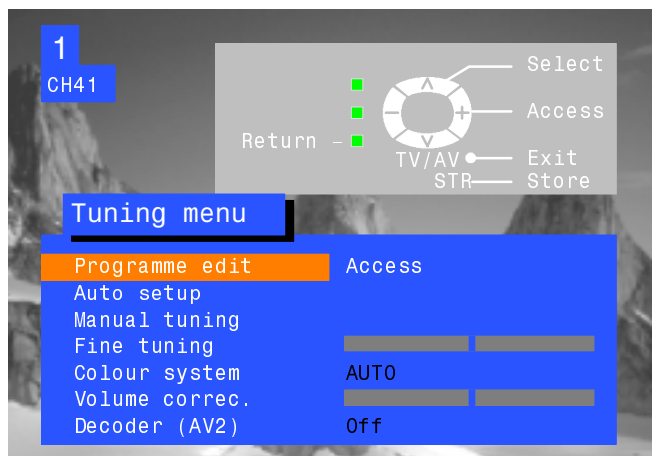 1
CH41
Select
Access
Return –
TV/AV Exit
STR Store
Tuning menu
Programme edit Access
Auto setup
Manual tuning
Fine tuning
Colour system AUTO
Volume correc.
Decoder (AV2) Off